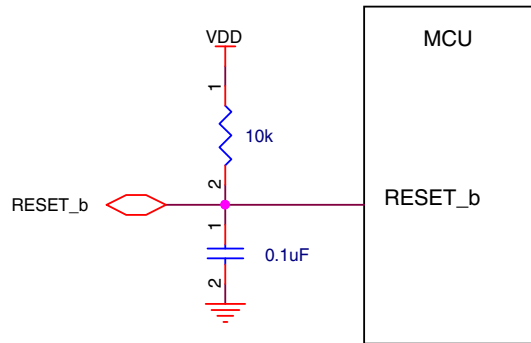 VDD
MCU
1
10k
2
RESET_b
RESET_b
1
0.1uF
2